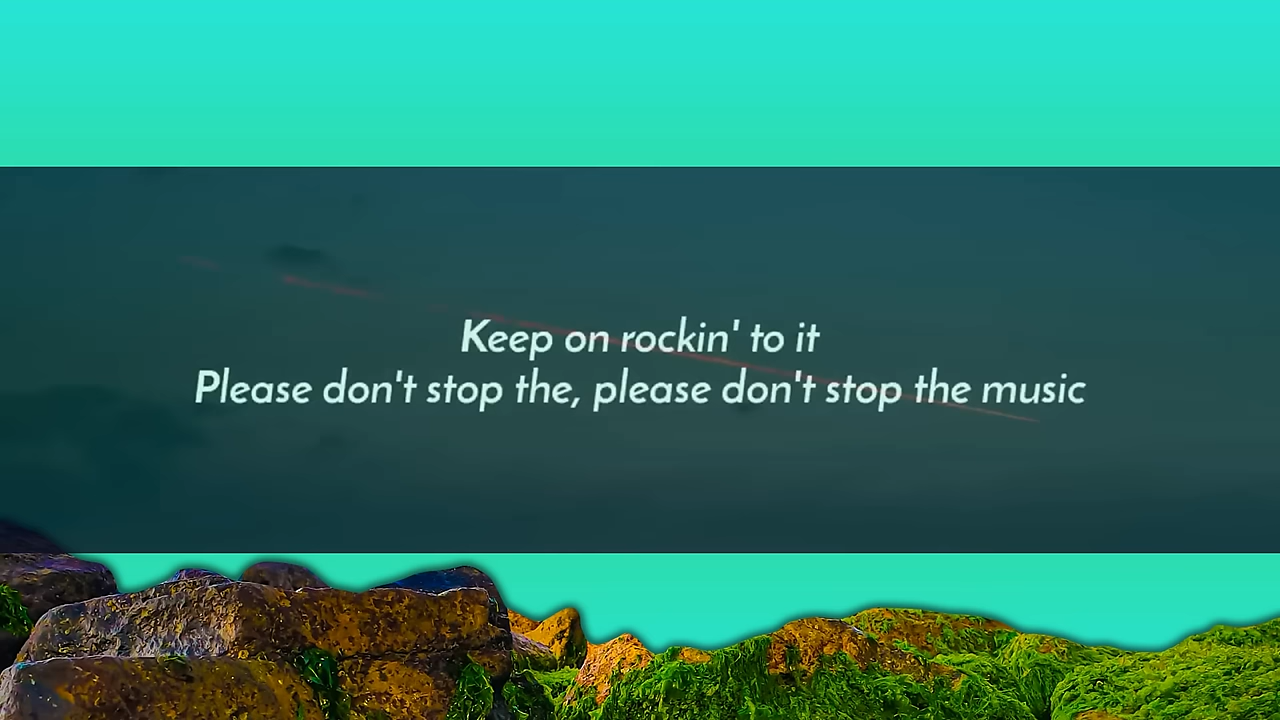 Keep on rockin' to it
Please don't stop the, please don't stop the music